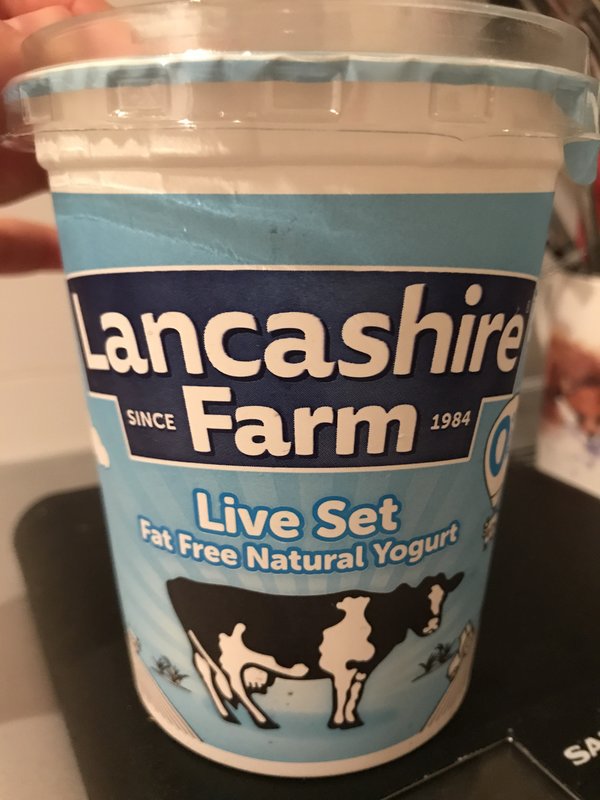 Lancashire
SINCE Farm 1984
Live Set
Fat Free Natural Yogurt